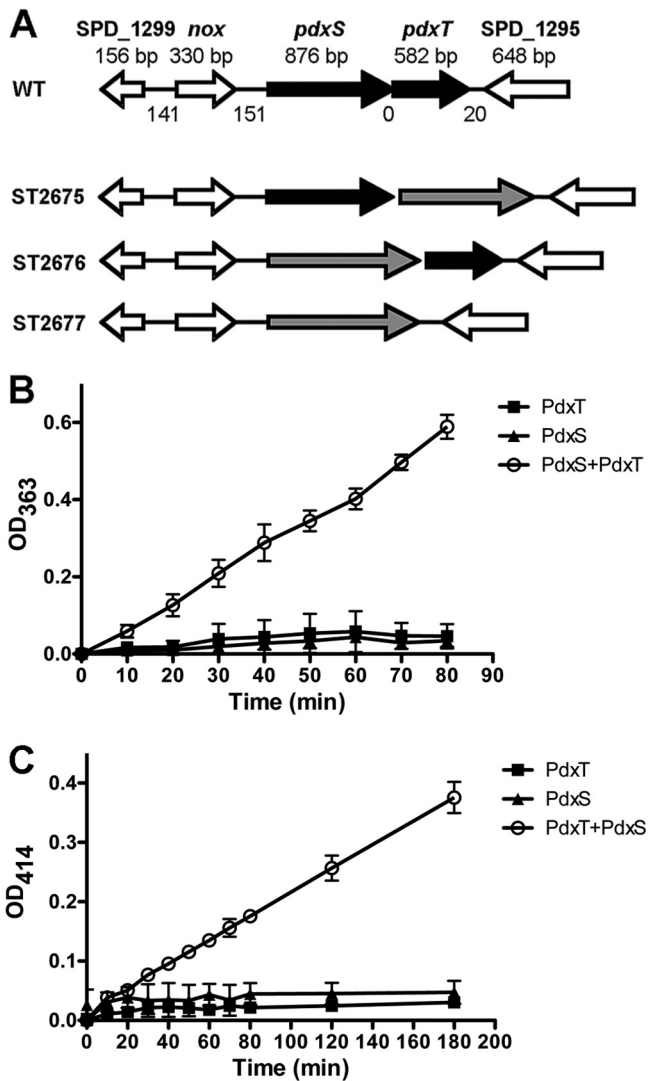 A
SPD_1299 nox pdxS pdxT SPD_1295
156 bp 330 bp 876 bp 582 bp 648 bp
WT
141 151 0 20
ST2675
ST2676
ST2677
B
PdxT
PdxS
PdxS+PdxT
OD363
0.6
0.4
0.2
0.0
0 10 20 30 40 50 60 70 80 90
Time (min)
C
PdxT
PdxS
PdxT+PdxS
OD414
0.4
0.3
0.2
0.1
0.0
0 20 40 60 80 100 120 140 160 180 200
Time (min)